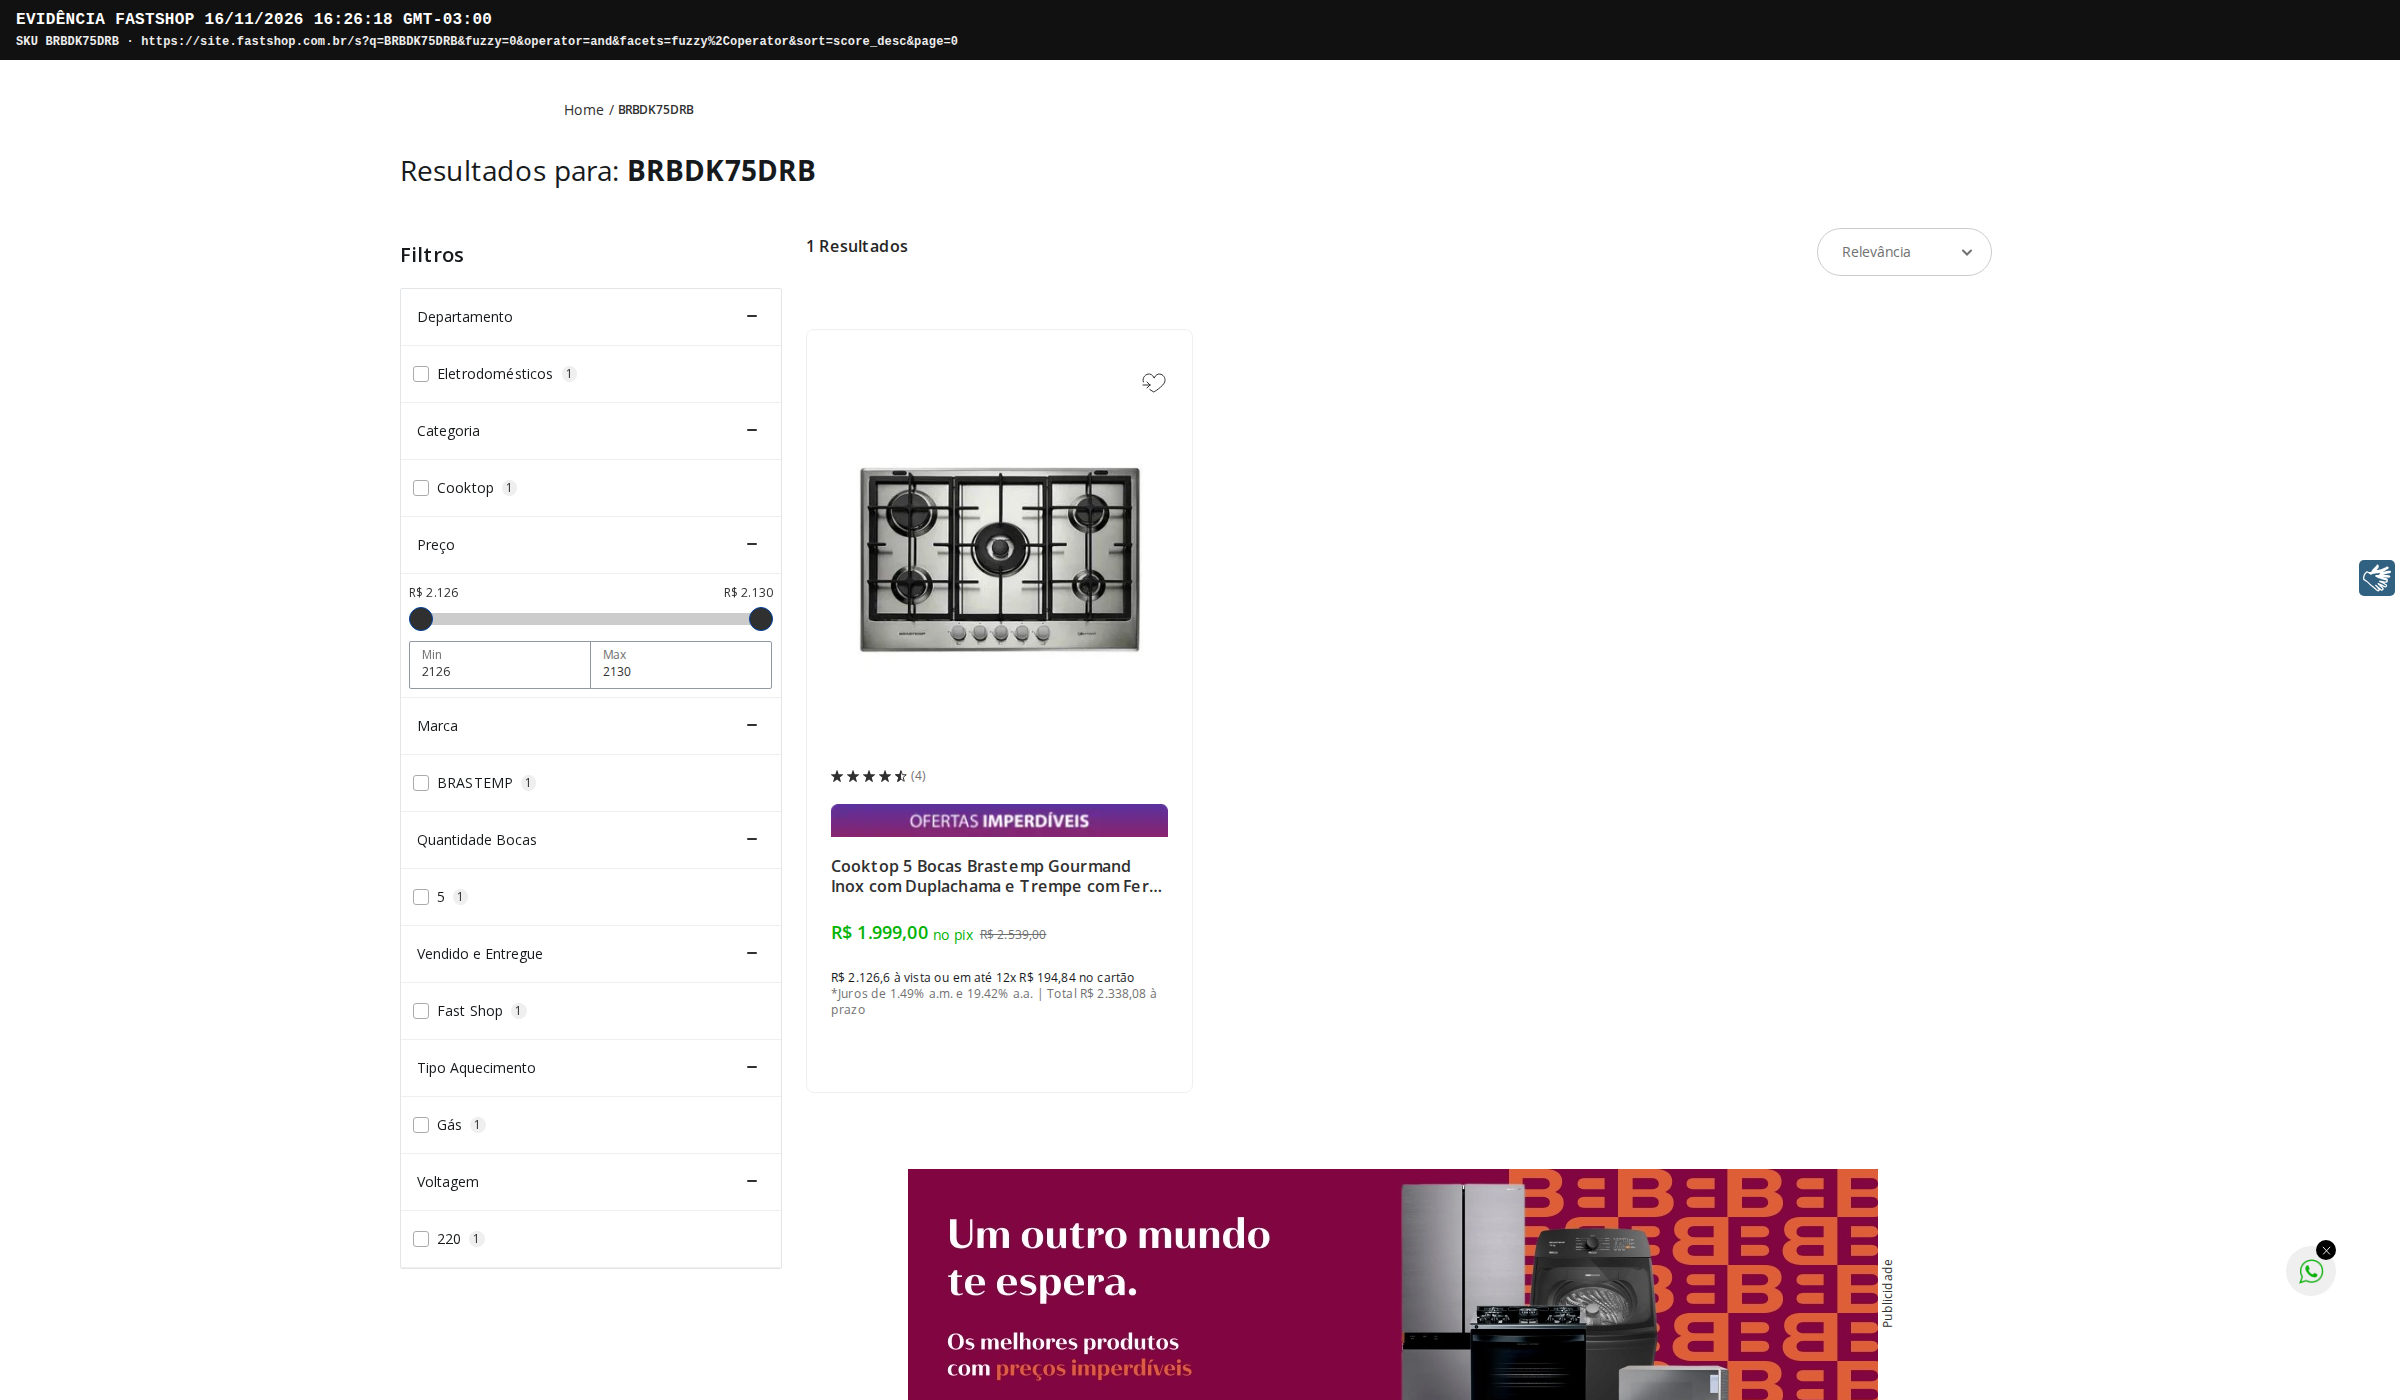 EVIDÊNCIA FASTSHOP 16/11/2026 16:26:18 GMT-03:00
SKU BRBDK75DRB · https://site.fastshop.com.br/s?q=BRBDK75DRB&fuzzy=0&operator=and&facets=fuzzy%2Coperator&sort=score_desc&page=0
Home / BRBDK75DRB
Resultados para: BRBDK75DRB
Filtros
Departamento
Eletrodomésticos 1
Categoria
Cooktop 1
Preço
R$ 2.126 R$ 2.130
Min Max
2126 2130
Marca
BRASTEMP 1
Quantidade Bocas
5 1
Vendido e Entregue
Fast Shop 1
Tipo Aquecimento
Gás 1
Voltagem
220 1
1 Resultados
Relevância
(4)
OFERTAS IMPERDÍVEIS
Cooktop 5 Bocas Brastemp Gourmand
Inox com Duplachama e Trempe com Fer...
R$ 1.999,00 no pix R$ 2.539,00
R$ 2.126,6 à vista ou em até 12x R$ 194,84 no cartão
*Juros de 1.49% a.m. e 19.42% a.a. | Total R$ 2.338,08 à
prazo
Um outro mundo
te espera.
Os melhores produtos
com preços imperdíveis
Publicidade